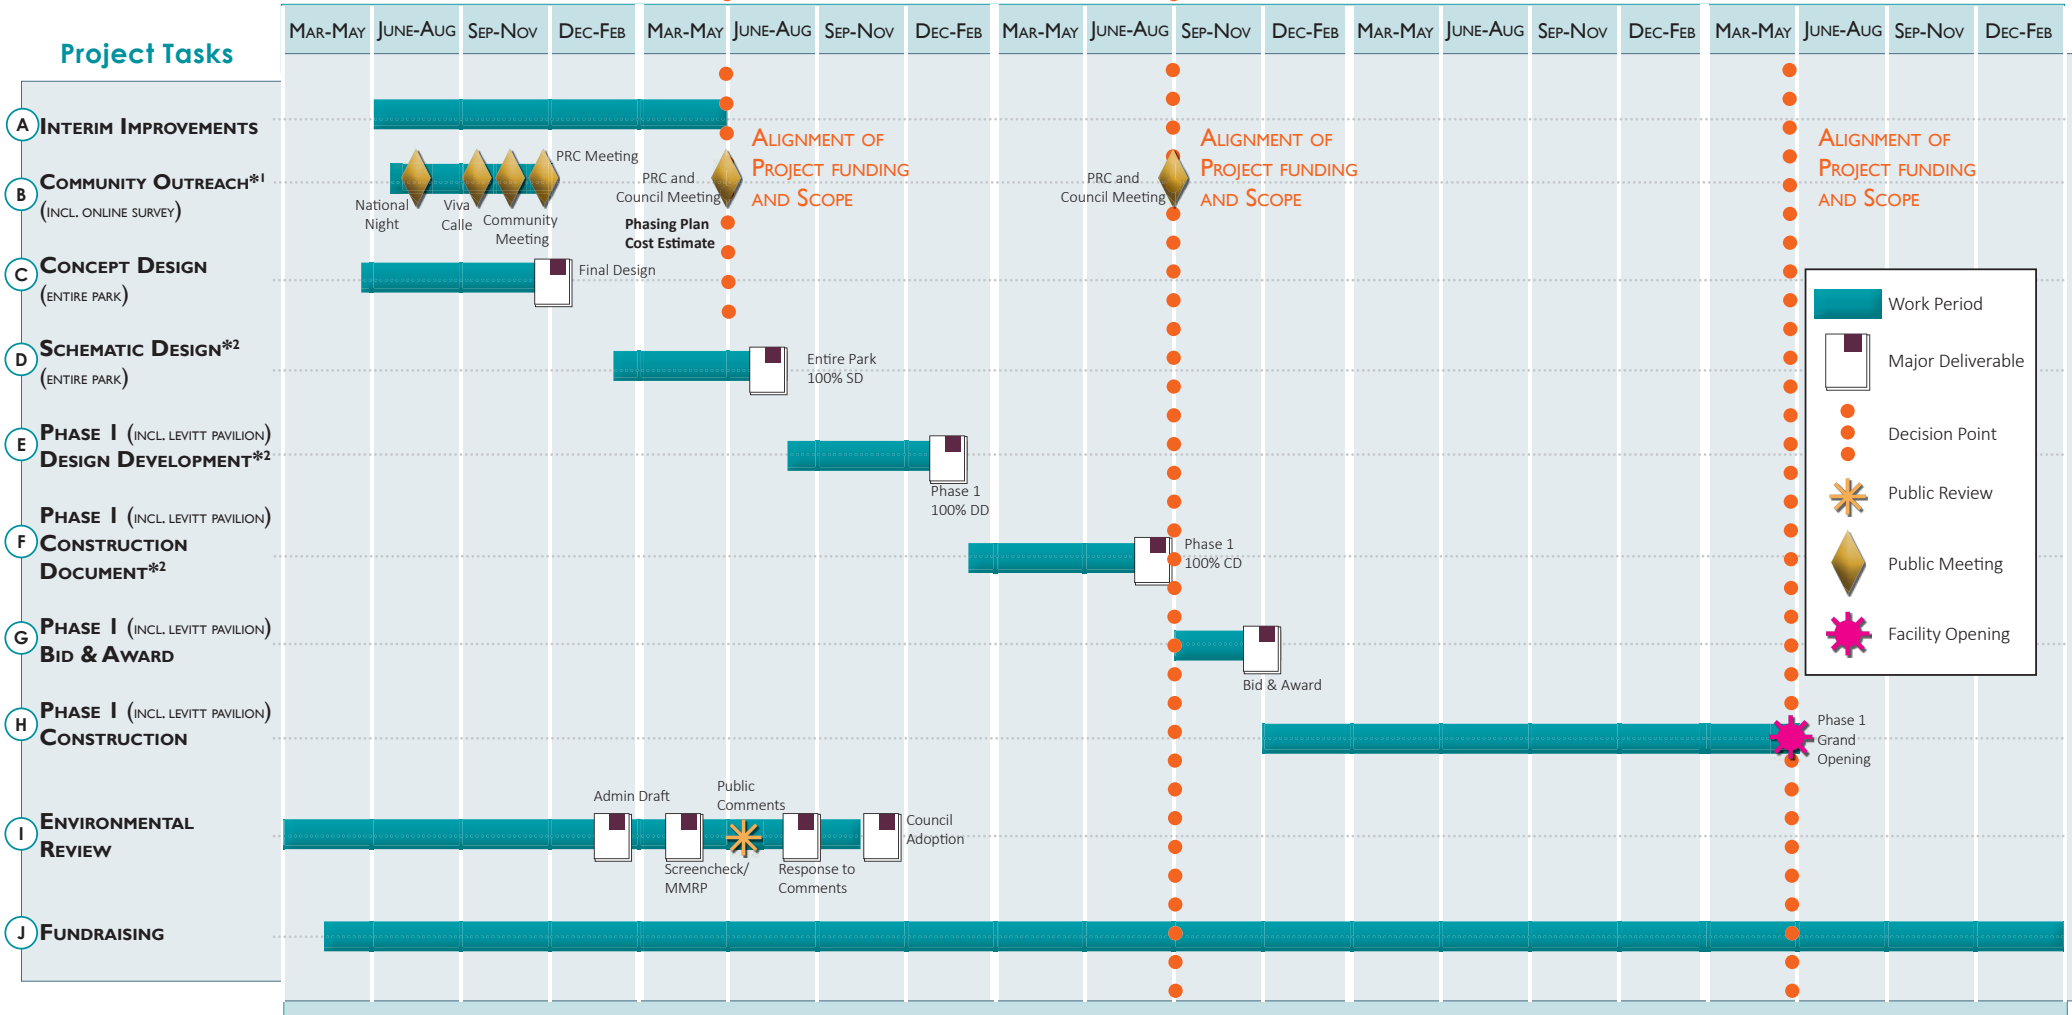 Mar-May June-Aug Sep-Nov Dec-Feb Mar-May June-Aug Sep-Nov Dec-Feb Mar-May June-Aug Sep-Nov Dec-Feb Mar-May June-Aug Sep-Nov Dec-Feb Mar-May June-Aug Sep-Nov Dec-Feb
Project Tasks
A Interim Improvements
Alignment of
Project funding
and Scope
Alignment of
Project funding
and Scope
Alignment of
Project funding
and Scope
B Community Outreach*1
(incl. online survey)
National
Night
Viva
Calle
Community
Meeting
PRC Meeting
PRC and
Council Meeting
Phasing Plan
Cost Estimate
PRC and
Council Meeting
C Concept Design
(entire park)
Final Design
D Schematic Design*2
(entire park)
Entire Park
100% SD
E Phase 1 (incl. Levitt Pavilion)
Design Development*2
Phase 1
100% DD
F Phase 1 (incl. Levitt Pavilion)
Construction
Document*2
Phase 1
100% CD
G Phase 1 (incl. Levitt Pavilion)
Bid & Award
Bid & Award
H Phase 1 (incl. Levitt Pavilion)
Construction
Phase 1
Grand
Opening
I Environmental
Review
Admin Draft
Screencheck/
MMRP
Public
Comments
Response to
Comments
Council
Adoption
J Fundraising
Work Period
Major Deliverable
Decision Point
Public Review
Public Meeting
Facility Opening